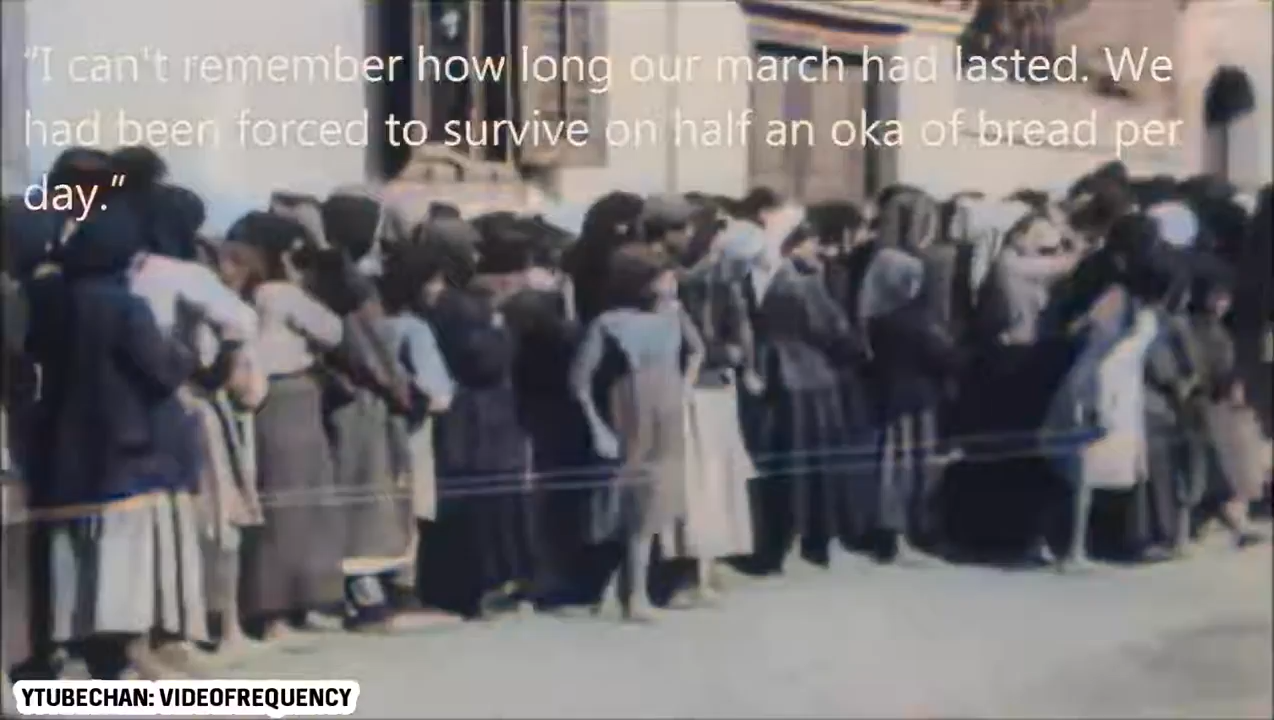 “I can't remember how long our march had lasted. We
had been forced to survive on half an oka of bread per
day.”
YTUBECHAN: VIDEOFREQUENCY